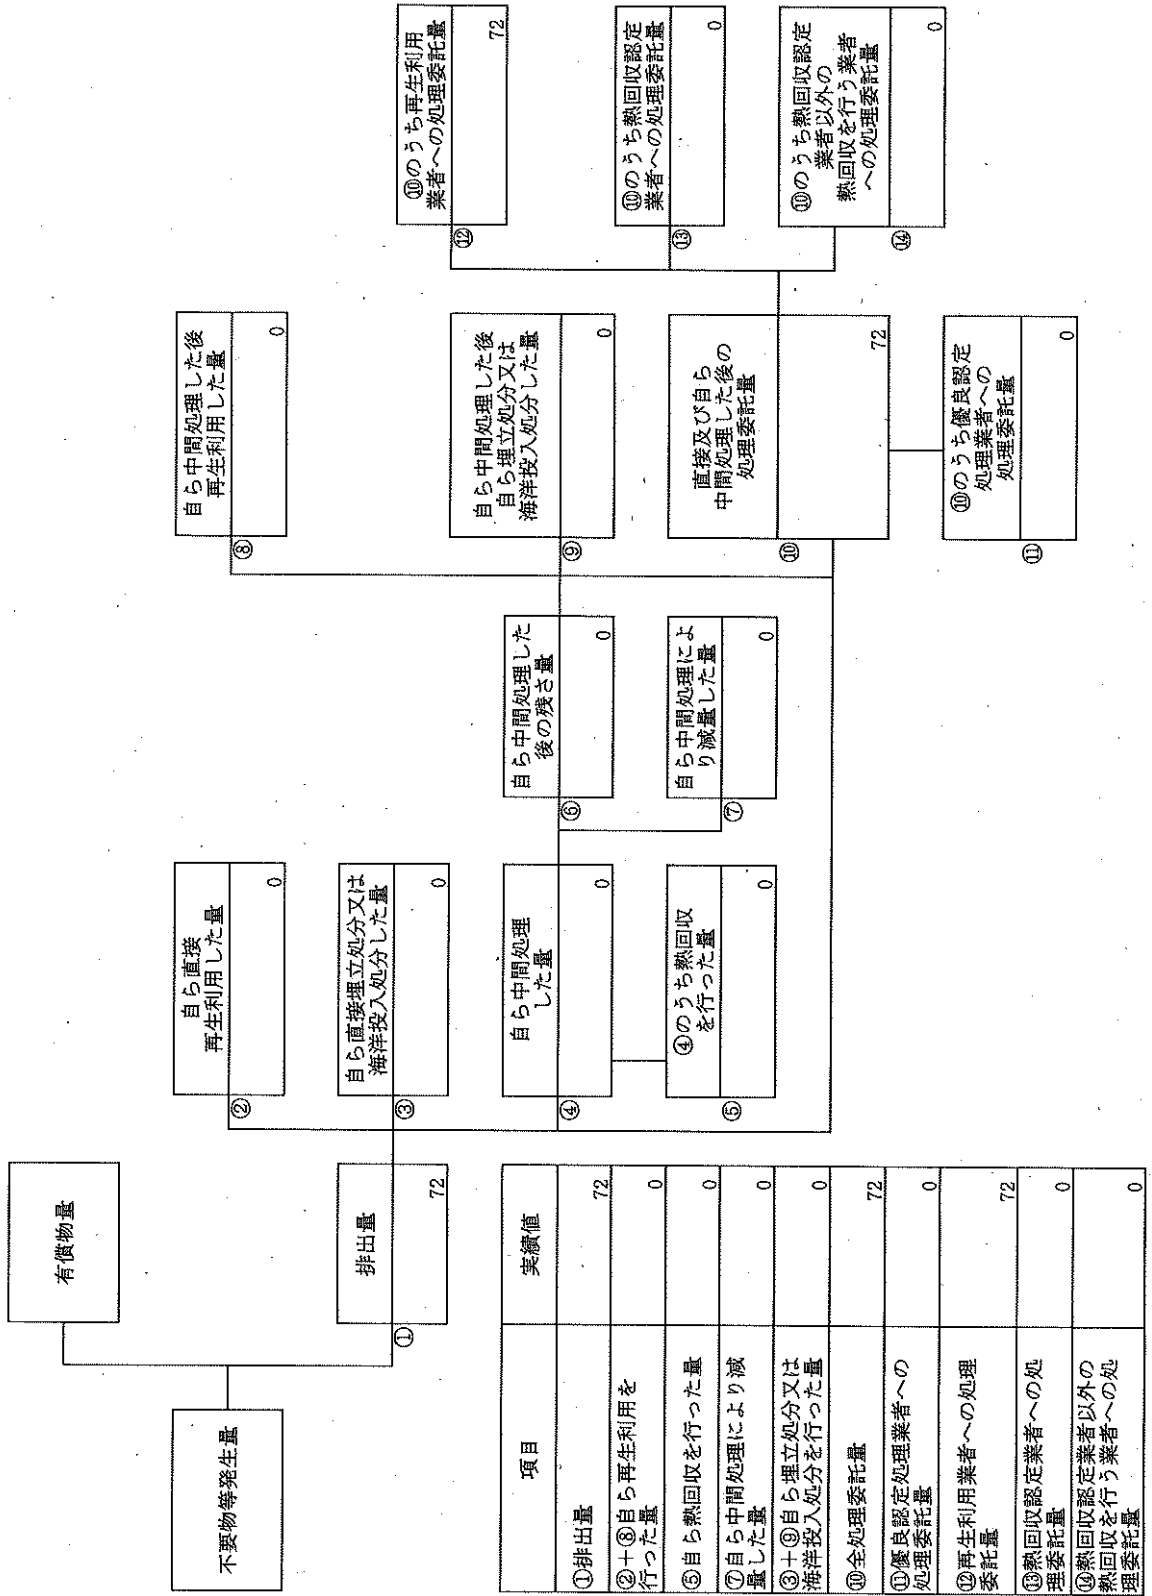 不要物等発生量
有償物量
①
排出量
72
②
自ら直接
再生利用した量
0
③
自ら直接埋立処分又は
海洋投入処分した量
0
④
自ら中間処理
した量
0
⑤
④のうち熱回収
を行った量
0
⑥
自ら中間処理した
後の残さ量
0
⑦
自ら中間処理によ
り減量した量
0
⑧
自ら中間処理した後
再生利用した量
0
⑨
自ら中間処理した後
自ら埋立処分又は
海洋投入処分した量
0
⑩
直接及び自ら
中間処理した後の
処理委託量
72
⑪
⑩のうち優良認定
処理業者への
処理委託量
0
⑫
⑩のうち再生利用
業者への処理委託量
72
⑬
⑩のうち熱回収認定
業者への処理委託量
0
⑭
⑩のうち熱回収認定
業者以外の
熱回収を行う業者
への処理委託量
0
項目
実績値
①排出量
72
②+⑧自ら再生利用を
行った量
0
⑤自ら熱回収を行った量
0
⑦自ら中間処理により減
量した量
0
③+⑨自ら埋立処分又は
海洋投入処分を行った量
0
⑩全処理委託量
72
⑪優良認定処理業者への
処理委託量
0
⑫再生利用業者への処理
委託量
72
⑬熱回収認定業者への処
理委託量
0
⑭熱回収認定業者以外の
熱回収を行う業者への処
理委託量
0